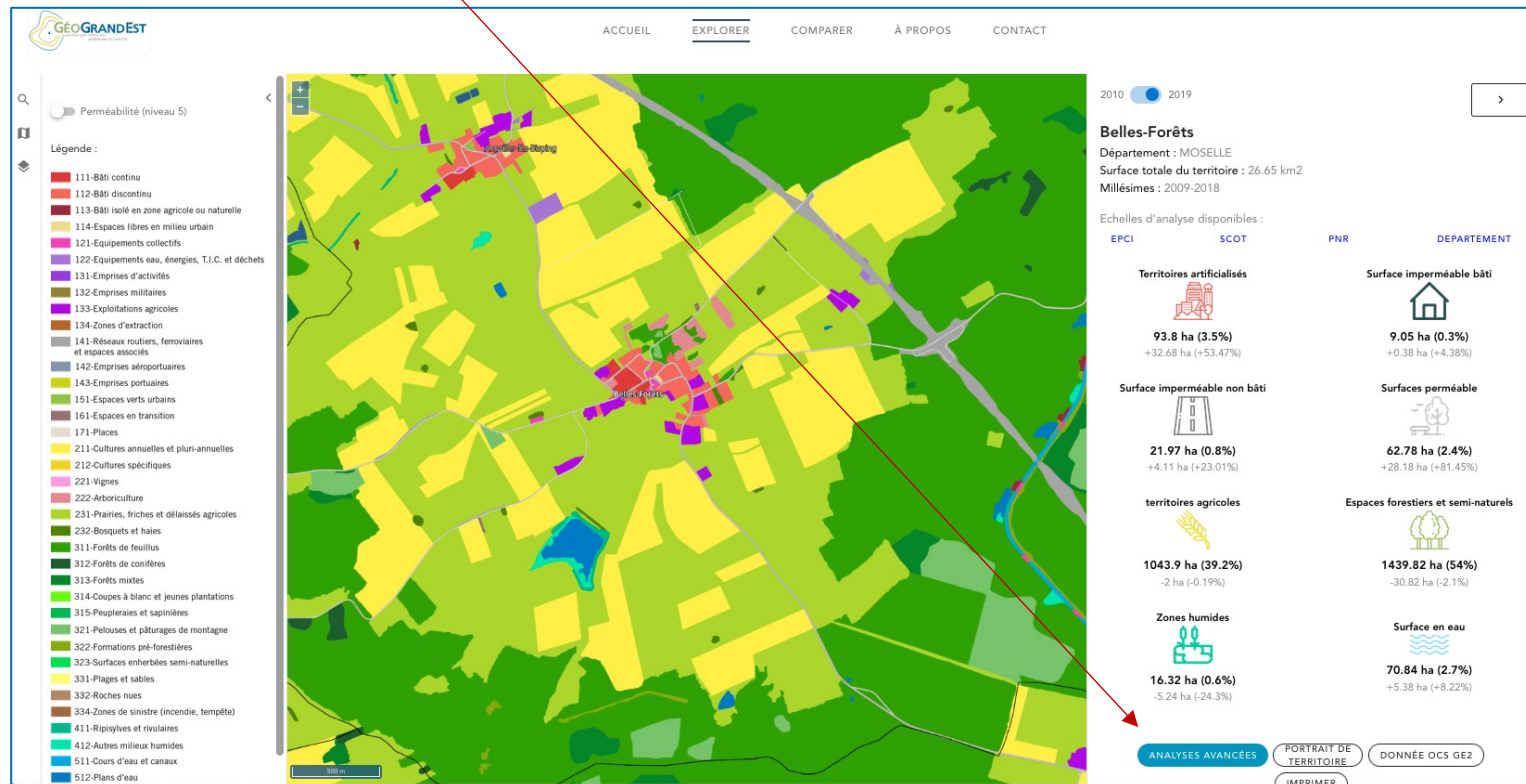 GÉOGRANDEST
ACCUEIL
EXPLORER
COMPARER
À PROPOS
CONTACT
Perméabilité (niveau 5)
Légende :
111-Bâti continu
112-Bâti discontinu
113-Bâti isolé en zone agricole ou naturelle
114-Espaces libres en milieu urbain
121-Equipements collectifs
122-Equipements eau, énergies, T.I.C. et déchets
131-Emprises d'activités
132-Emprises militaires
133-Exploitations agricoles
134-Zones d'extraction
141-Réseaux routiers, ferroviaires
et espaces associés
142-Emprises aéroportuaires
143-Emprises portuaires
151-Espaces verts urbains
161-Espaces en transition
171-Places
211-Cultures annuelles et pluri-annuelles
212-Cultures spécifiques
221-Vignes
222-Arboriculture
231-Prairies, friches et délaissés agricoles
232-Bosquets et haies
311-Forêts de feuillus
312-Forêts de conifères
313-Forêts mixtes
314-Coupes à blanc et jeunes plantations
315-Peupleraies et sapinières
321-Pelouses et pâturages de montagne
322-Formations pré-forestières
323-Surfaces enherbées semi-naturelles
331-Plages et sables
332-Roches nues
334-Zones de sinistre (incendie, tempête)
411-Ripisylves et rivulaires
412-Autres milieux humides
511-Cours d'eau et canaux
512-Plans d'eau
+
−
Belles-Forêts
500 m
2010
2019
Belles-Forêts
Département : MOSELLE
Surface totale du territoire : 26.65 km2
Millésimes : 2009-2018
Echelles d'analyse disponibles :
EPCI
SCOT
PNR
DEPARTEMENT
Territoires artificialisés
93.8 ha (3.5%)
+32.68 ha (+53.47%)
Surface imperméable bâti
9.05 ha (0.3%)
+0.38 ha (+4.38%)
Surface imperméable non bâti
21.97 ha (0.8%)
+4.11 ha (+23.01%)
Surfaces perméable
62.78 ha (2.4%)
+28.18 ha (+81.45%)
territoires agricoles
1043.9 ha (39.2%)
-2 ha (-0.19%)
Espaces forestiers et semi-naturels
1439.82 ha (54%)
-30.82 ha (-2.1%)
Zones humides
16.32 ha (0.6%)
-5.24 ha (-24.3%)
Surface en eau
70.84 ha (2.7%)
+5.38 ha (+8.22%)
ANALYSES AVANCÉES
PORTRAIT DE
TERRITOIRE
DONNÉE OCS GE2
IMPRIMER